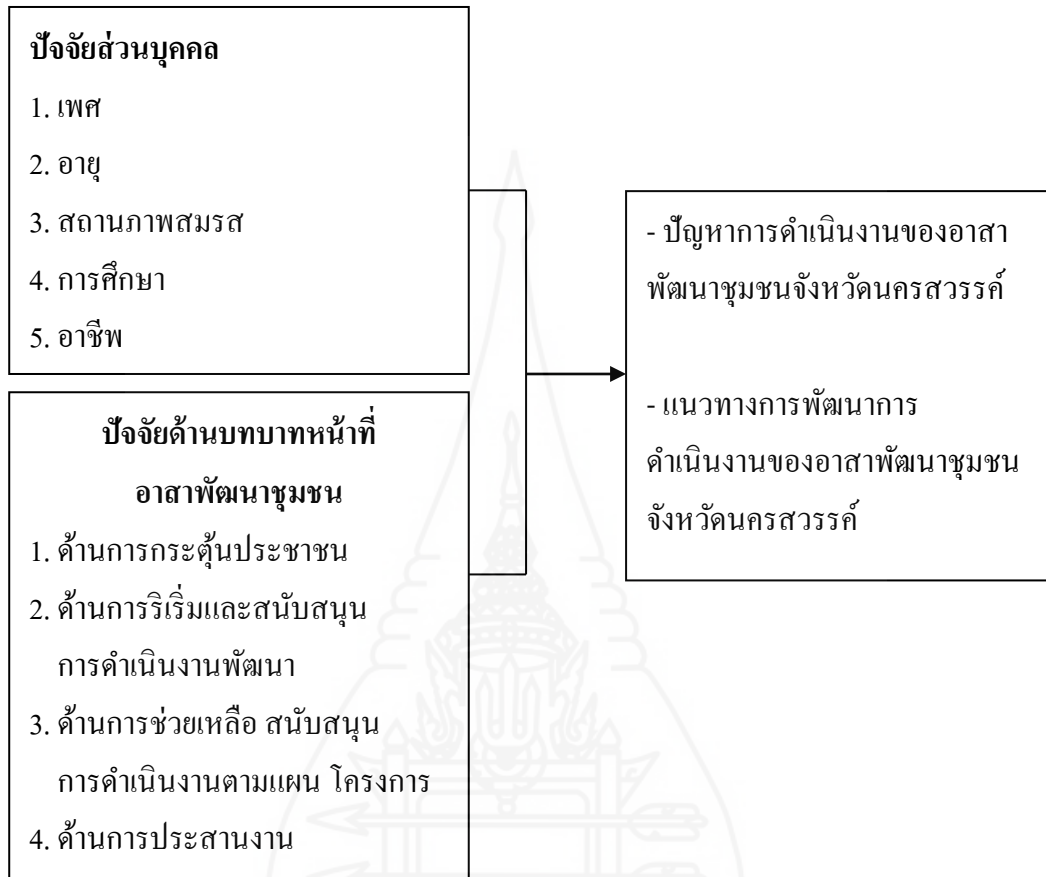 ปัจจัยส่วนบุคคล
1. เพศ
2. อายุ
3. สถานภาพสมรส
4. การศึกษา
5. อาชีพ
ปัจจัยด้านบทบาทหน้าที่
อาสาพัฒนาชุมชน
1. ด้านการกระตุ้นประชาชน
2. ด้านการริเริ่มและสนับสนุน
การดำเนินงานพัฒนา
3. ด้านการช่วยเหลือ สนับสนุน
การดำเนินงานตามแผน โครงการ
4. ด้านการประสานงาน
- ปัญหาการดำเนินงานของอาสา
พัฒนาชุมชนจังหวัดนครสวรรค์
- แนวทางการพัฒนาการ
ดำเนินงานของอาสาพัฒนาชุมชน
จังหวัดนครสวรรค์